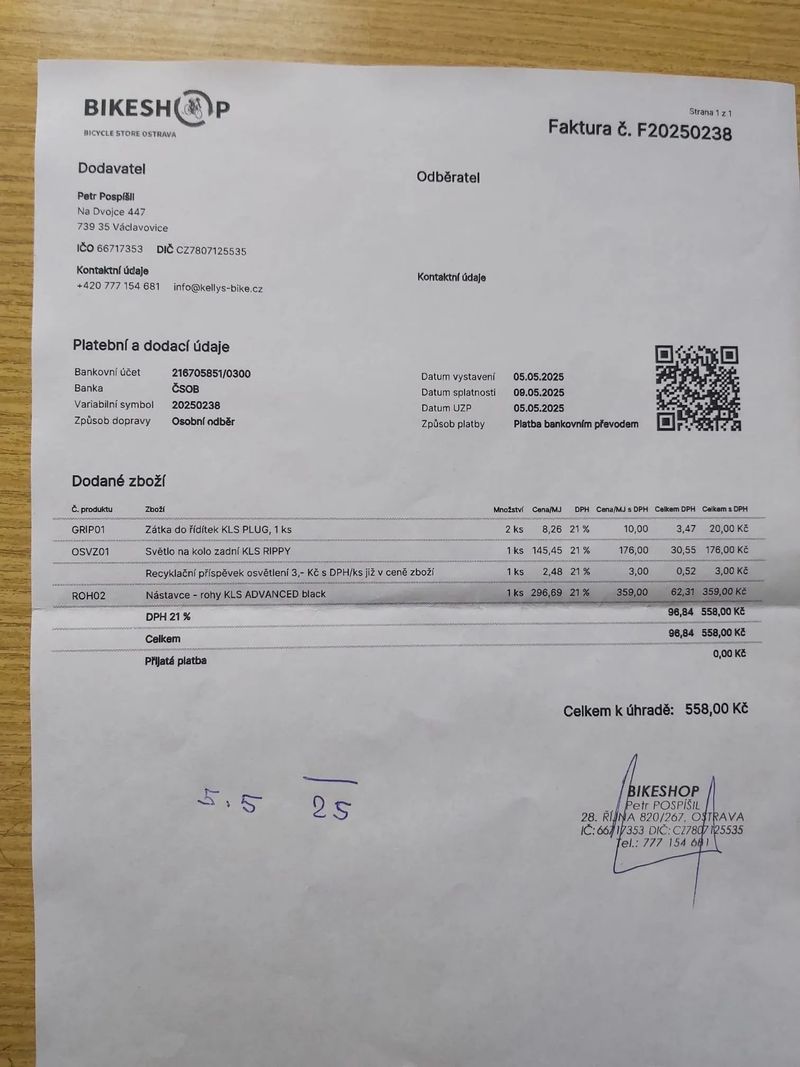 BIKESHOP
BICYCLE STORE OSTRAVA
Strana 1 z 1
Faktura č. F20250238
Dodavatel
Petr Pospíšil
Na Dvojce 447
739 35 Václavovice
IČO 66717353 DIČ CZ7807125535
Kontaktní údaje
+420 777 154 681 info@kellys-bike.cz
Odběratel
Kontaktní údaje
Platební a dodací údaje
Bankovní účet 216705851/0300
Banka ČSOB
Variabilní symbol 20250238
Způsob dopravy Osobní odběr
Datum vystavení 05.05.2025
Datum splatnosti 09.05.2025
Datum UZP 05.05.2025
Způsob platby Platba bankovním převodem
Dodané zboží
Č. produktu Zboží Množství Cena/MJ DPH Cena/MJ s DPH Celkem DPH Celkem s DPH
GRIP01 Zátka do řídítek KLS PLUG, 1 ks 2 ks 8,26 21 % 10,00 3,47 20,00 Kč
OSVZ01 Světlo na kolo zadní KLS RIPPY 1 ks 145,45 21 % 176,00 30,55 176,00 Kč
Recyklační příspěvek osvětlení 3,- Kč s DPH/ks již v ceně zboží 1 ks 2,48 21 % 3,00 0,52 3,00 Kč
ROH02 Nástavce - rohy KLS ADVANCED black 1 ks 296,69 21 % 359,00 62,31 359,00 Kč
DPH 21 % 96,84 558,00 Kč
Celkem 96,84 558,00 Kč
Přijatá platba 0,00 Kč
Celkem k úhradě: 558,00 Kč
5.5 25
BIKESHOP
Petr POSPÍŠIL
28. ŘÍJNA 820/267, OSTRAVA
IČ: 66717353 DIČ: CZ7807125535
Tel.: 777 154 681